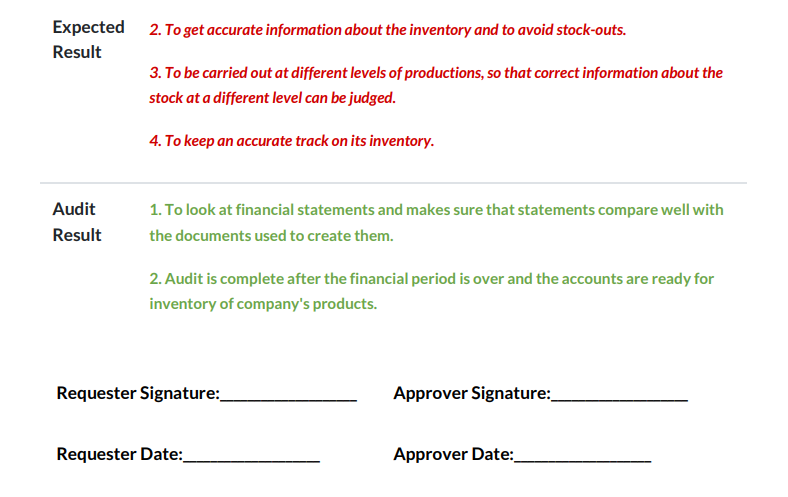 Expected Result
2. To get accurate information about the inventory and to avoid stock-outs.
3. To be carried out at different levels of productions, so that correct information about the
stock at a different level can be judged.
4. To keep an accurate track on its inventory.
Audit Result
1. To look at financial statements and makes sure that statements compare well with
the documents used to create them.
2. Audit is complete after the financial period is over and the accounts are ready for
inventory of company's products.
Requester Signature:________________ Approver Signature:________________
Requester Date:________________ Approver Date:________________